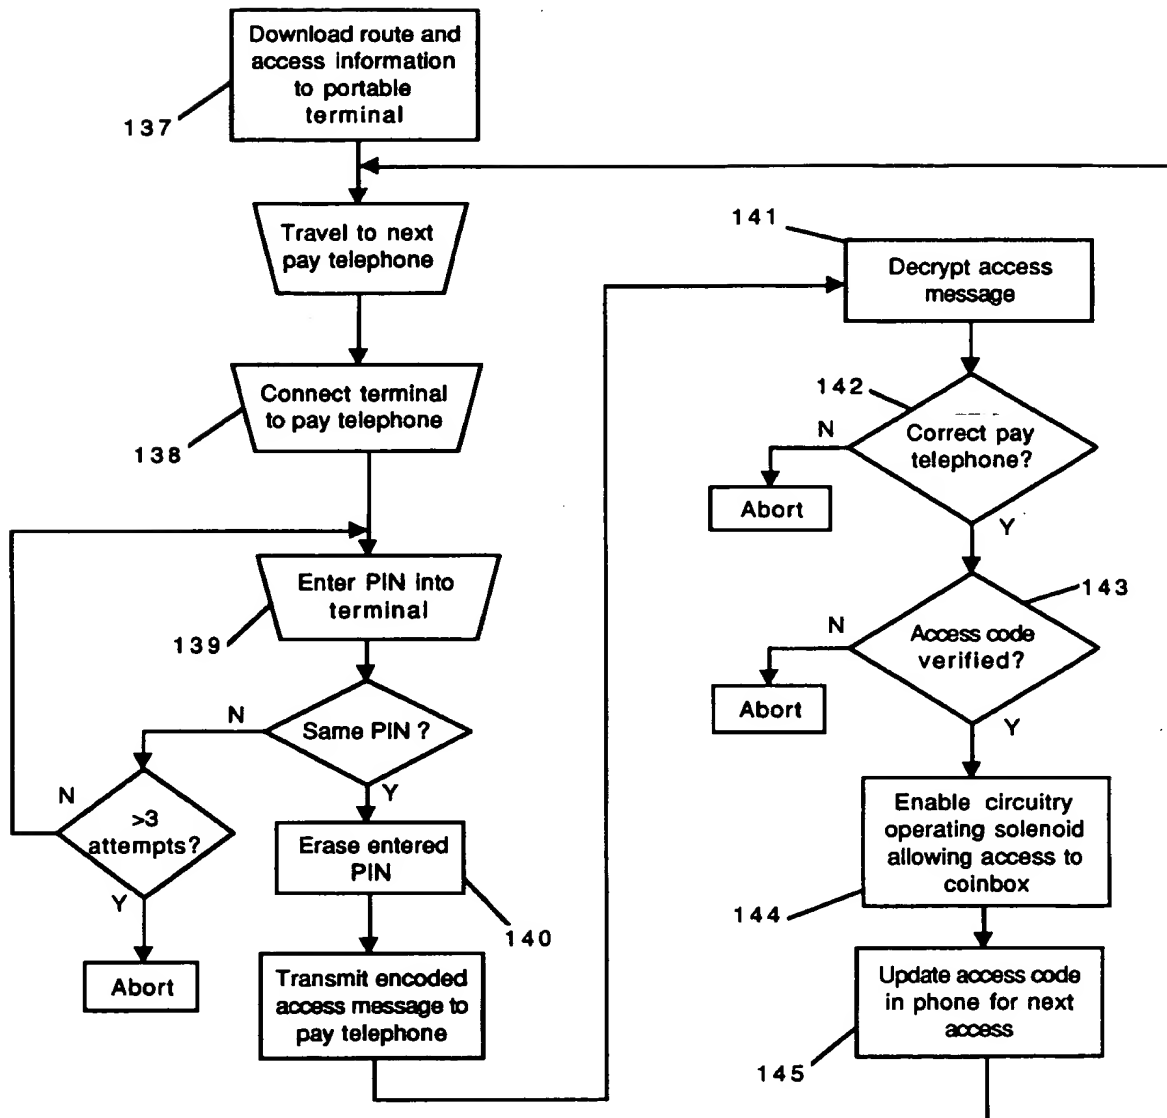 Download route and
access information
to portable
terminal
137
Travel to next
pay telephone
Connect terminal
to pay telephone
138
Enter PIN into
terminal
139
Same PIN ?
N
Y
>3
attempts?
N
Y
Abort
Erase entered
PIN
140
Transmit encoded
access message to
pay telephone
141
Decrypt access
message
142
Correct pay
telephone?
N
Y
Abort
143
Access code
verified?
N
Y
Abort
Enable circuitry
operating solenoid
allowing access to
coinbox
144
Update access code
in phone for next
access
145